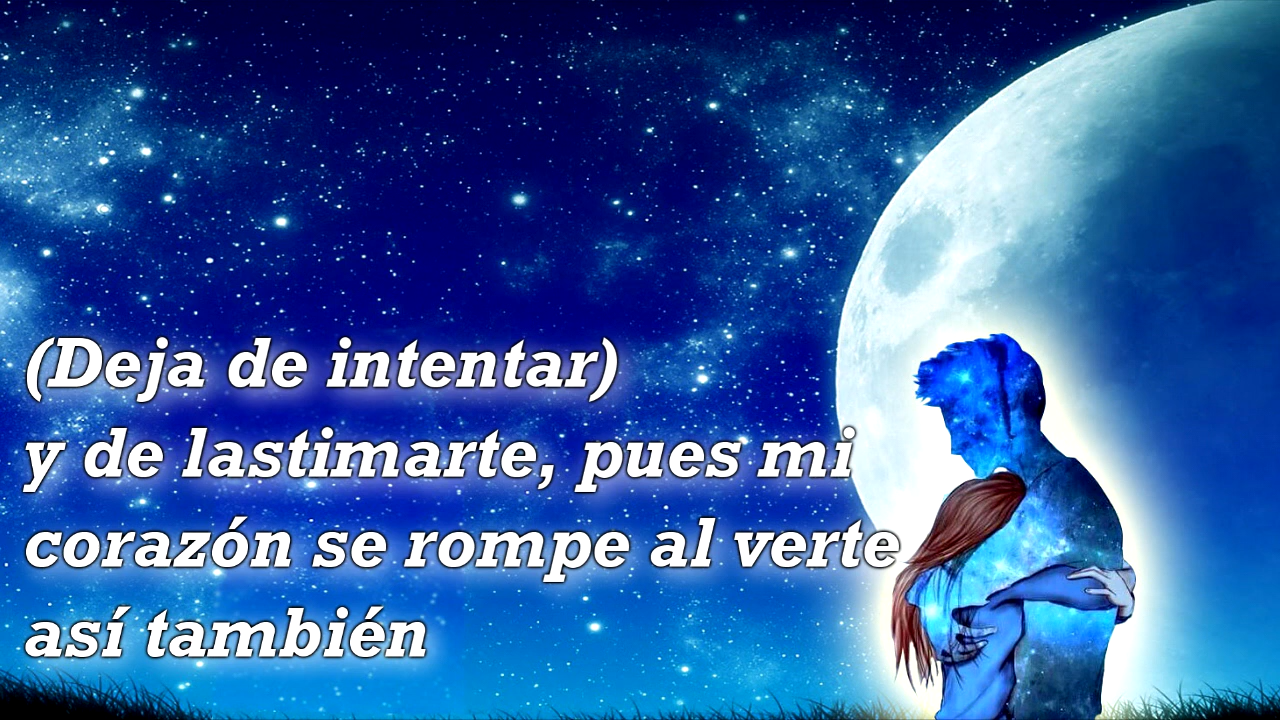 (Deja de intentar)
y de lastimarte, pues mi
corazón se rompe al verte
así también